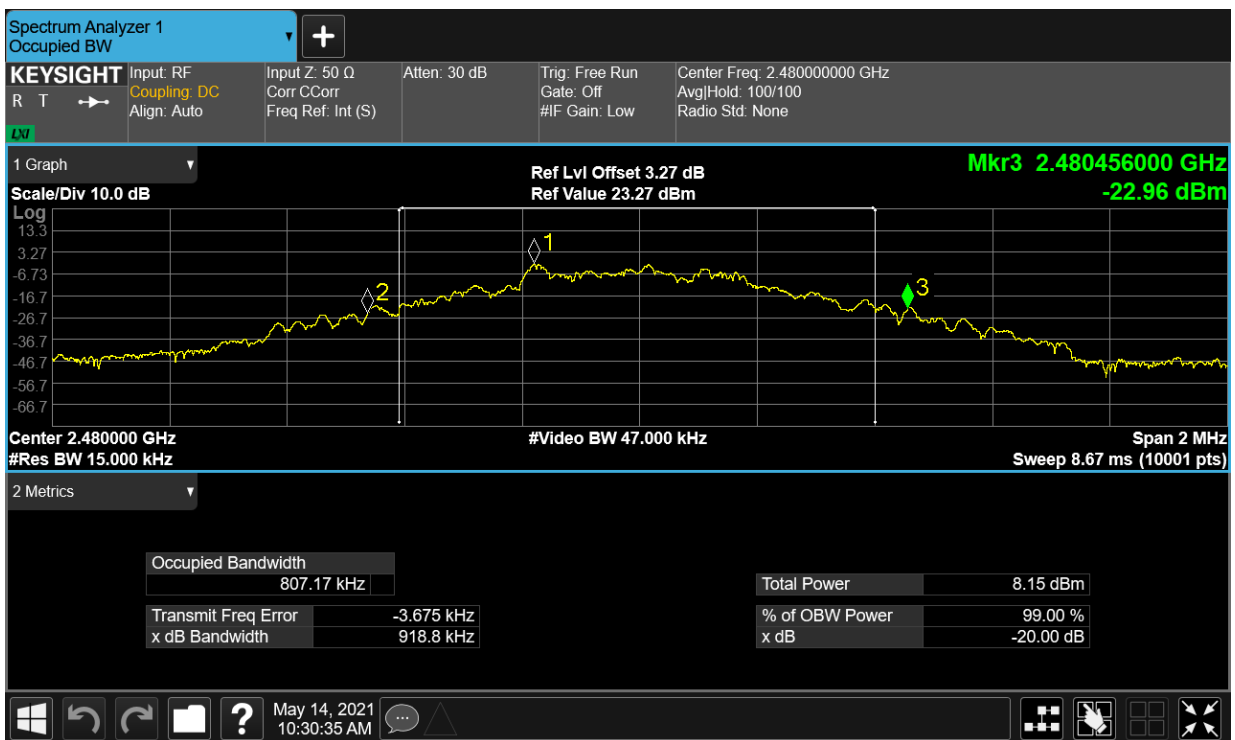 Spectrum Analyzer 1
Occupied BW
▼
+
KEYSIGHT
R T
LXI
Input: RF
Coupling: DC
Align: Auto
Input Z: 50 Ω
Corr CCorr
Freq Ref: Int (S)
Atten: 30 dB
Trig: Free Run
Gate: Off
#IF Gain: Low
Center Freq: 2.480000000 GHz
Avg|Hold: 100/100
Radio Std: None
1 Graph ▼
Scale/Div 10.0 dB
Ref Lvl Offset 3.27 dB
Ref Value 23.27 dBm
Mkr3 2.480456000 GHz
-22.96 dBm
Log
13.3
3.27
-6.73
-16.7
-26.7
-36.7
-46.7
-56.7
-66.7
1
2
3
Center 2.480000 GHz
#Res BW 15.000 kHz
#Video BW 47.000 kHz
Span 2 MHz
Sweep 8.67 ms (10001 pts)
2 Metrics ▼
Occupied Bandwidth
807.17 kHz
Transmit Freq Error -3.675 kHz
x dB Bandwidth 918.8 kHz
Total Power 8.15 dBm
% of OBW Power 99.00 %
x dB -20.00 dB
?
May 14, 2021
10:30:35 AM